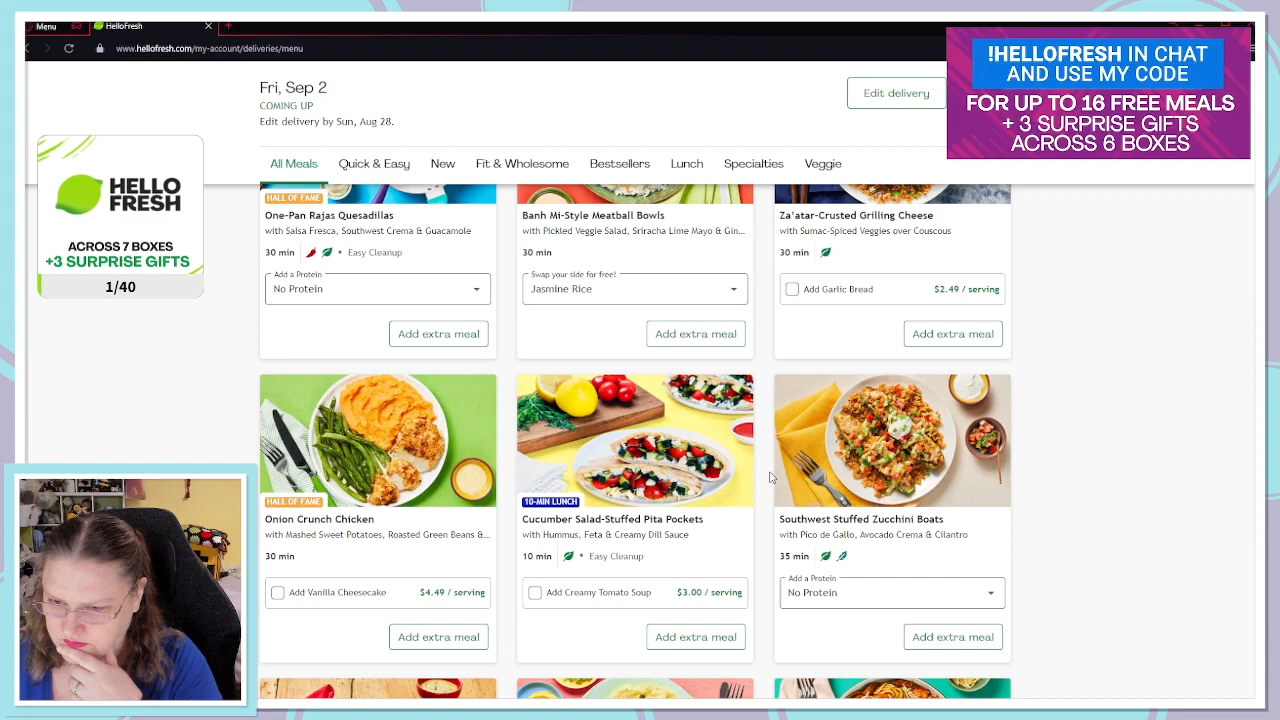 Menu
HelloFresh
www.hellofresh.com/my-account/deliveries/menu
!HELLOFRESH IN CHAT
AND USE MY CODE
FOR UP TO 16 FREE MEALS
+ 3 SURPRISE GIFTS
ACROSS 6 BOXES
Fri, Sep 2
COMING UP
Edit delivery by Sun, Aug 28.
Edit delivery
HELLO
FRESH
ACROSS 7 BOXES
+3 SURPRISE GIFTS
1/40
All Meals Quick & Easy New Fit & Wholesome Bestsellers Lunch Specialties Veggie
HALL OF FAME
One-Pan Rajas Quesadillas
with Salsa Fresca, Southwest Crema & Guacamole
30 min • Easy Cleanup
Add a Protein
No Protein
Add extra meal
Banh Mi-Style Meatball Bowls
with Pickled Veggie Salad, Sriracha Lime Mayo & Gin...
30 min
Swap your side for free!
Jasmine Rice
Add extra meal
Za'atar-Crusted Grilling Cheese
with Sumac-Spiced Veggies over Couscous
30 min
Add Garlic Bread $2.49 / serving
Add extra meal
HALL OF FAME
Onion Crunch Chicken
with Mashed Sweet Potatoes, Roasted Green Beans &...
30 min
Add Vanilla Cheesecake $4.49 / serving
Add extra meal
10-MIN LUNCH
Cucumber Salad-Stuffed Pita Pockets
with Hummus, Feta & Creamy Dill Sauce
10 min • Easy Cleanup
Add Creamy Tomato Soup $3.00 / serving
Add extra meal
Southwest Stuffed Zucchini Boats
with Pico de Gallo, Avocado Crema & Cilantro
35 min
Add a Protein
No Protein
Add extra meal